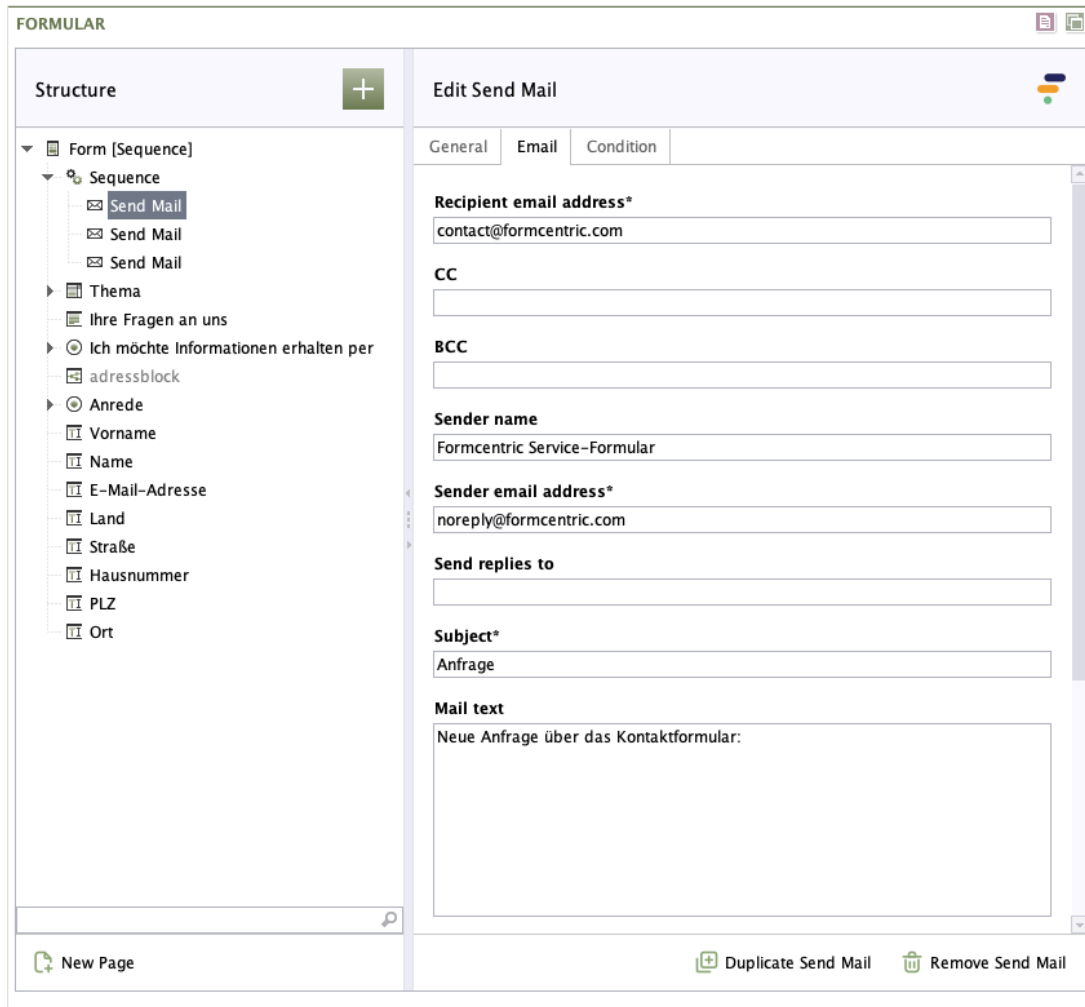 FORMULAR
Structure
Form [Sequence]
Sequence
Send Mail
Send Mail
Send Mail
Thema
Ihre Fragen an uns
Ich möchte Informationen erhalten per
adressblock
Anrede
Vorname
Name
E-Mail-Adresse
Land
Straße
Hausnummer
PLZ
Ort
New Page
Edit Send Mail
General Email Condition
Recipient email address*
contact@formcentric.com
CC
BCC
Sender name
Formcentric Service-Formular
Sender email address*
noreply@formcentric.com
Send replies to
Subject*
Anfrage
Mail text
Neue Anfrage über das Kontaktformular:
Duplicate Send Mail Remove Send Mail